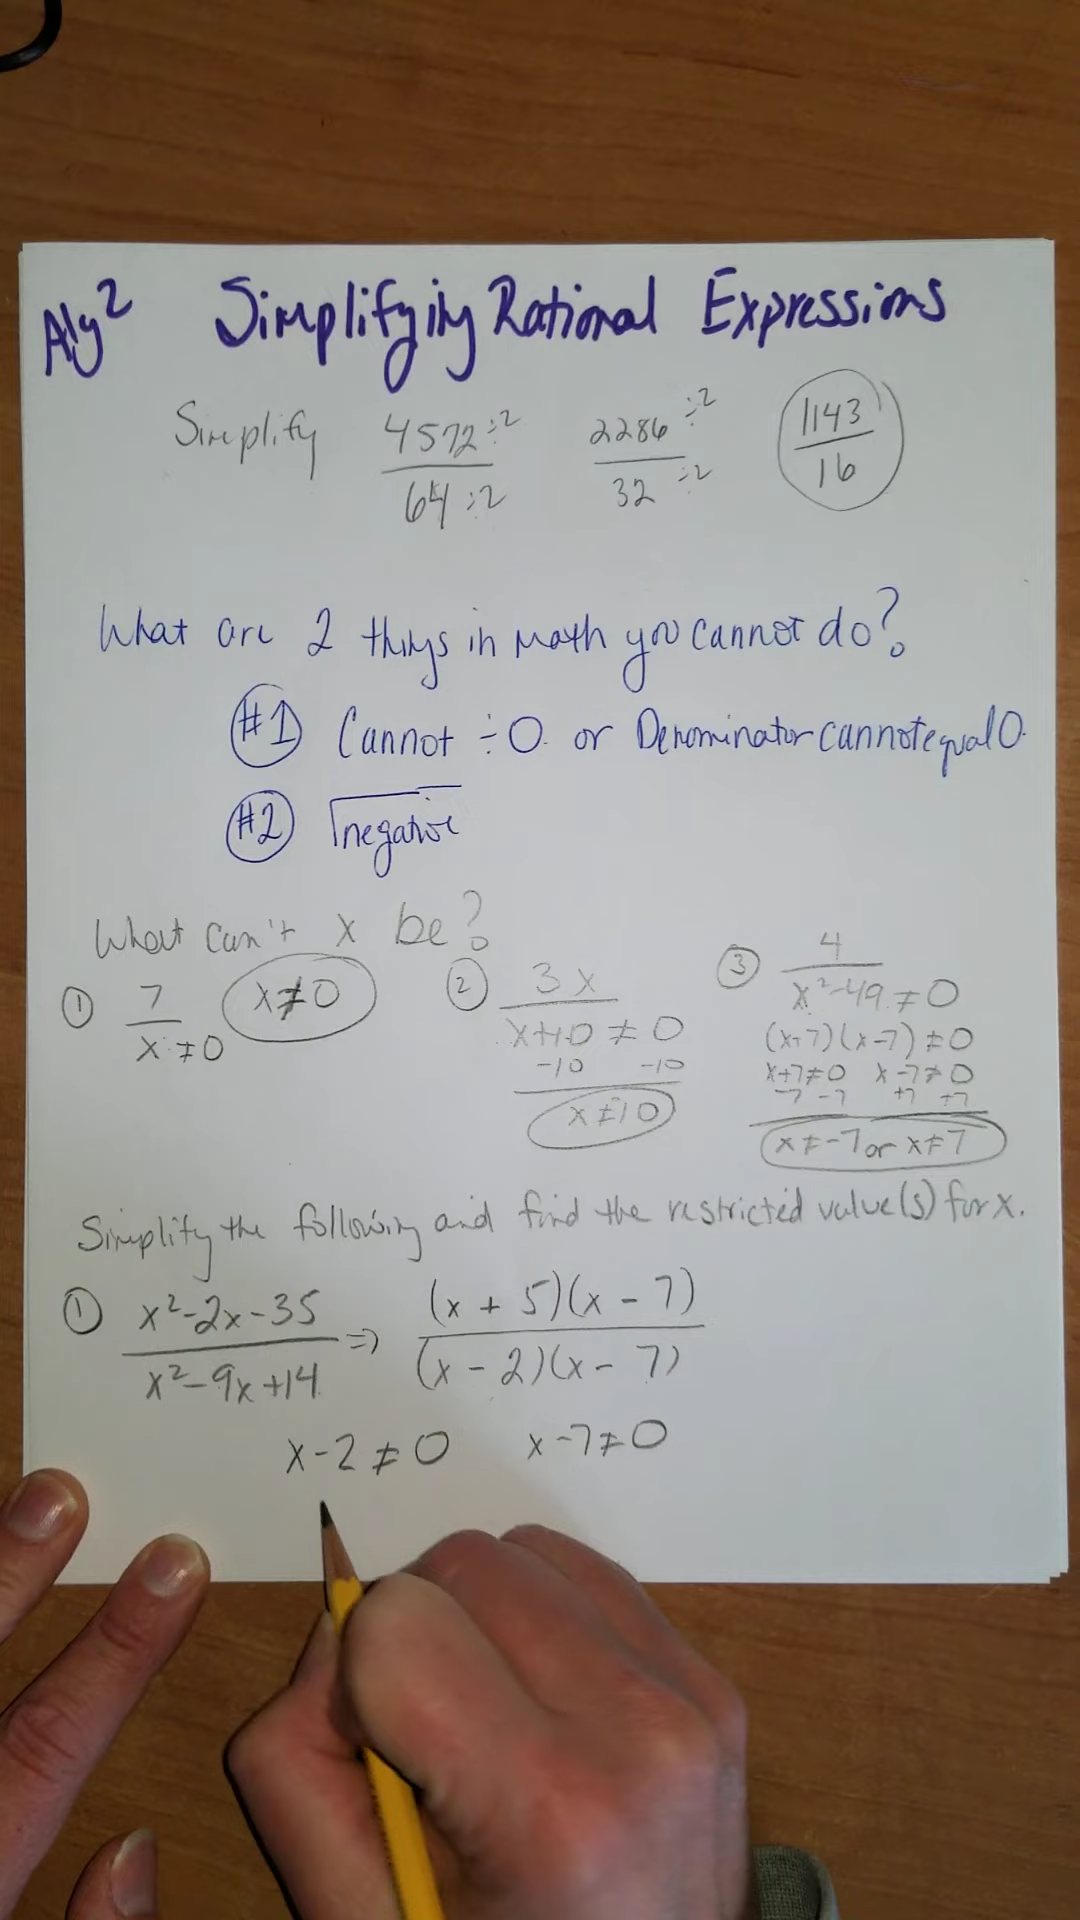 Alg 2 Simplifying Rational Expressions
Simplify 4572÷2/64÷2 2286÷2/32÷2 1143/16
What are 2 things in math you cannot do?
#1 Cannot ÷0 or Denominator cannot equal 0.
#2 √negative
What can't x be?
① 7/x≠0 x≠0
② 3x/x+10≠0
-10 -10
x≠-10
③ 4/x²-49≠0
(x+7)(x-7)≠0
x+7≠0 x-7≠0
-7 -7 +7 +7
x≠-7 or x≠7
Simplify the following and find the restricted value(s) for x.
① x²-2x-35/x²-9x+14 => (x+5)(x-7)/(x-2)(x-7)
x-2≠0 x-7≠0